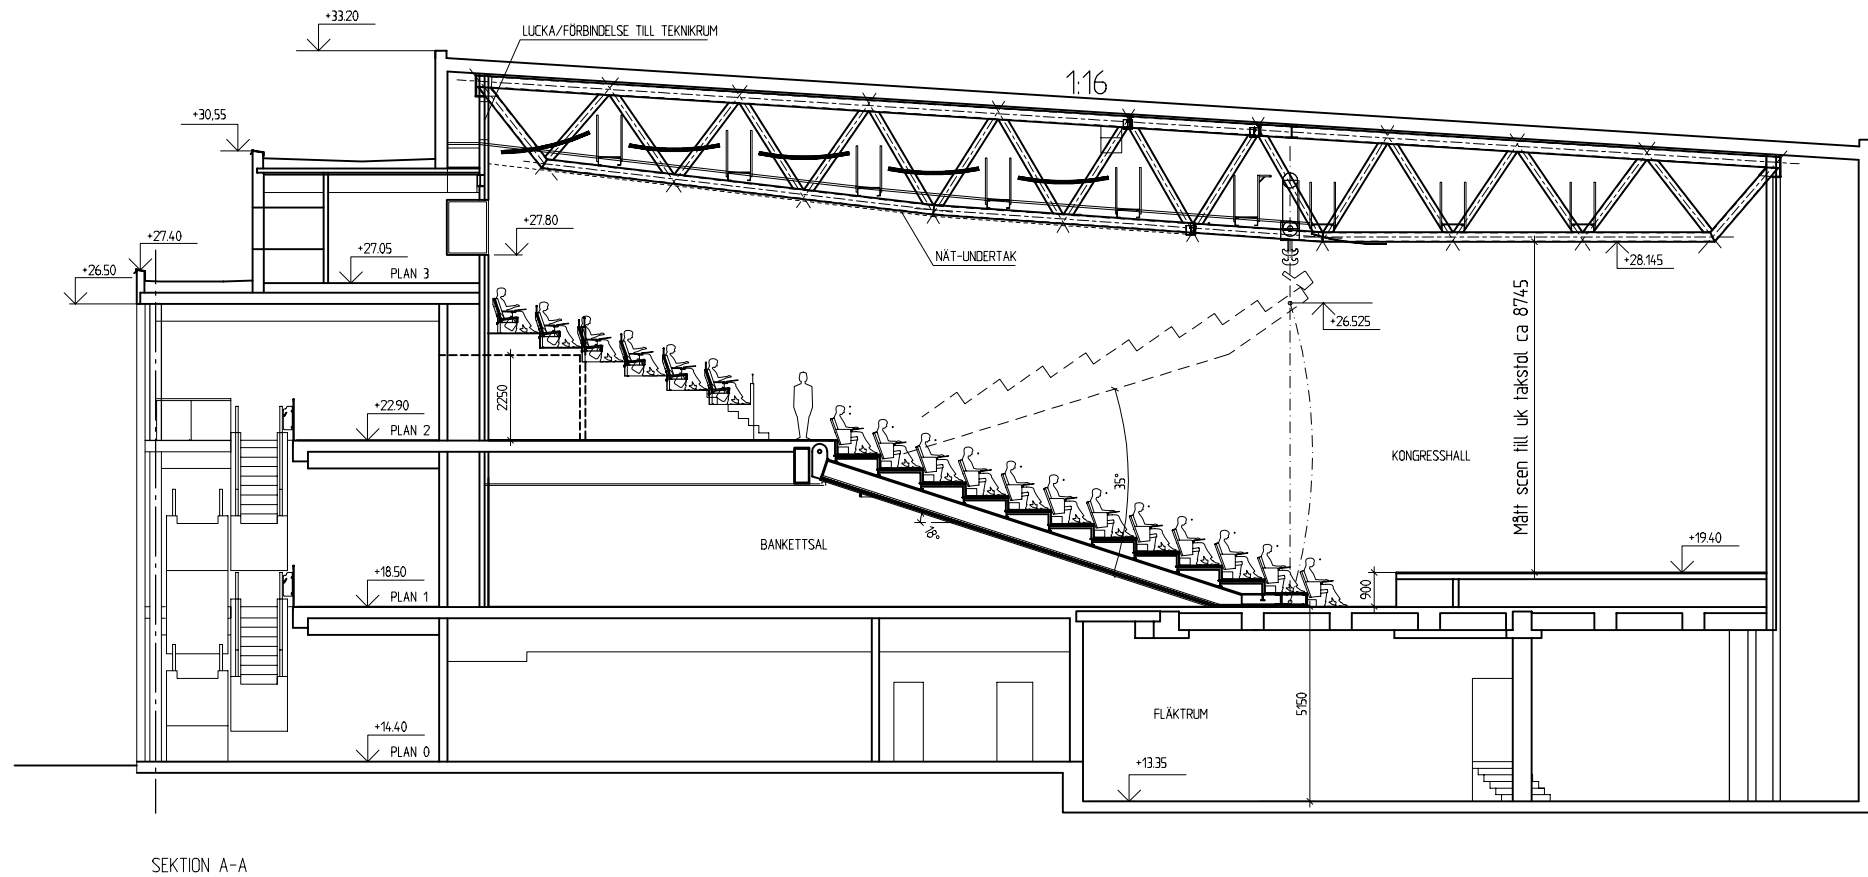 +33.20
LUCKA/FÖRBINDELSE TILL TEKNIKRUM
1:16
+30,55
+27.80
+27.40
+27.05
PLAN 3
+26.50
NÄT-UNDERTAK
+28.145
+26.525
Mått scen till uk takstol ca 8745
2250
+22.90
PLAN 2
KONGRESSHALL
35°
18°
BANKETTSAL
+19.40
+18.50
PLAN 1
900
FLÄKTRUM
5150
+14.40
PLAN 0
+13.35
SEKTION A-A